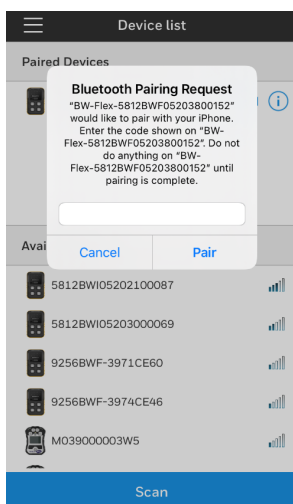 Device list
Paired Devices
Bluetooth Pairing Request
"BW-Flex-5812BWF05203800152"
would like to pair with your iPhone.
Enter the code shown on "BW-
Flex-5812BWF05203800152". Do not
do anything on "BW-
Flex-5812BWF05203800152" until
pairing is complete.
Cancel
Pair
Avai
5812BWI05202100087
5812BWI05203000069
9256BWF-3971CE60
9256BWF-3974CE46
M039000003W5
Scan